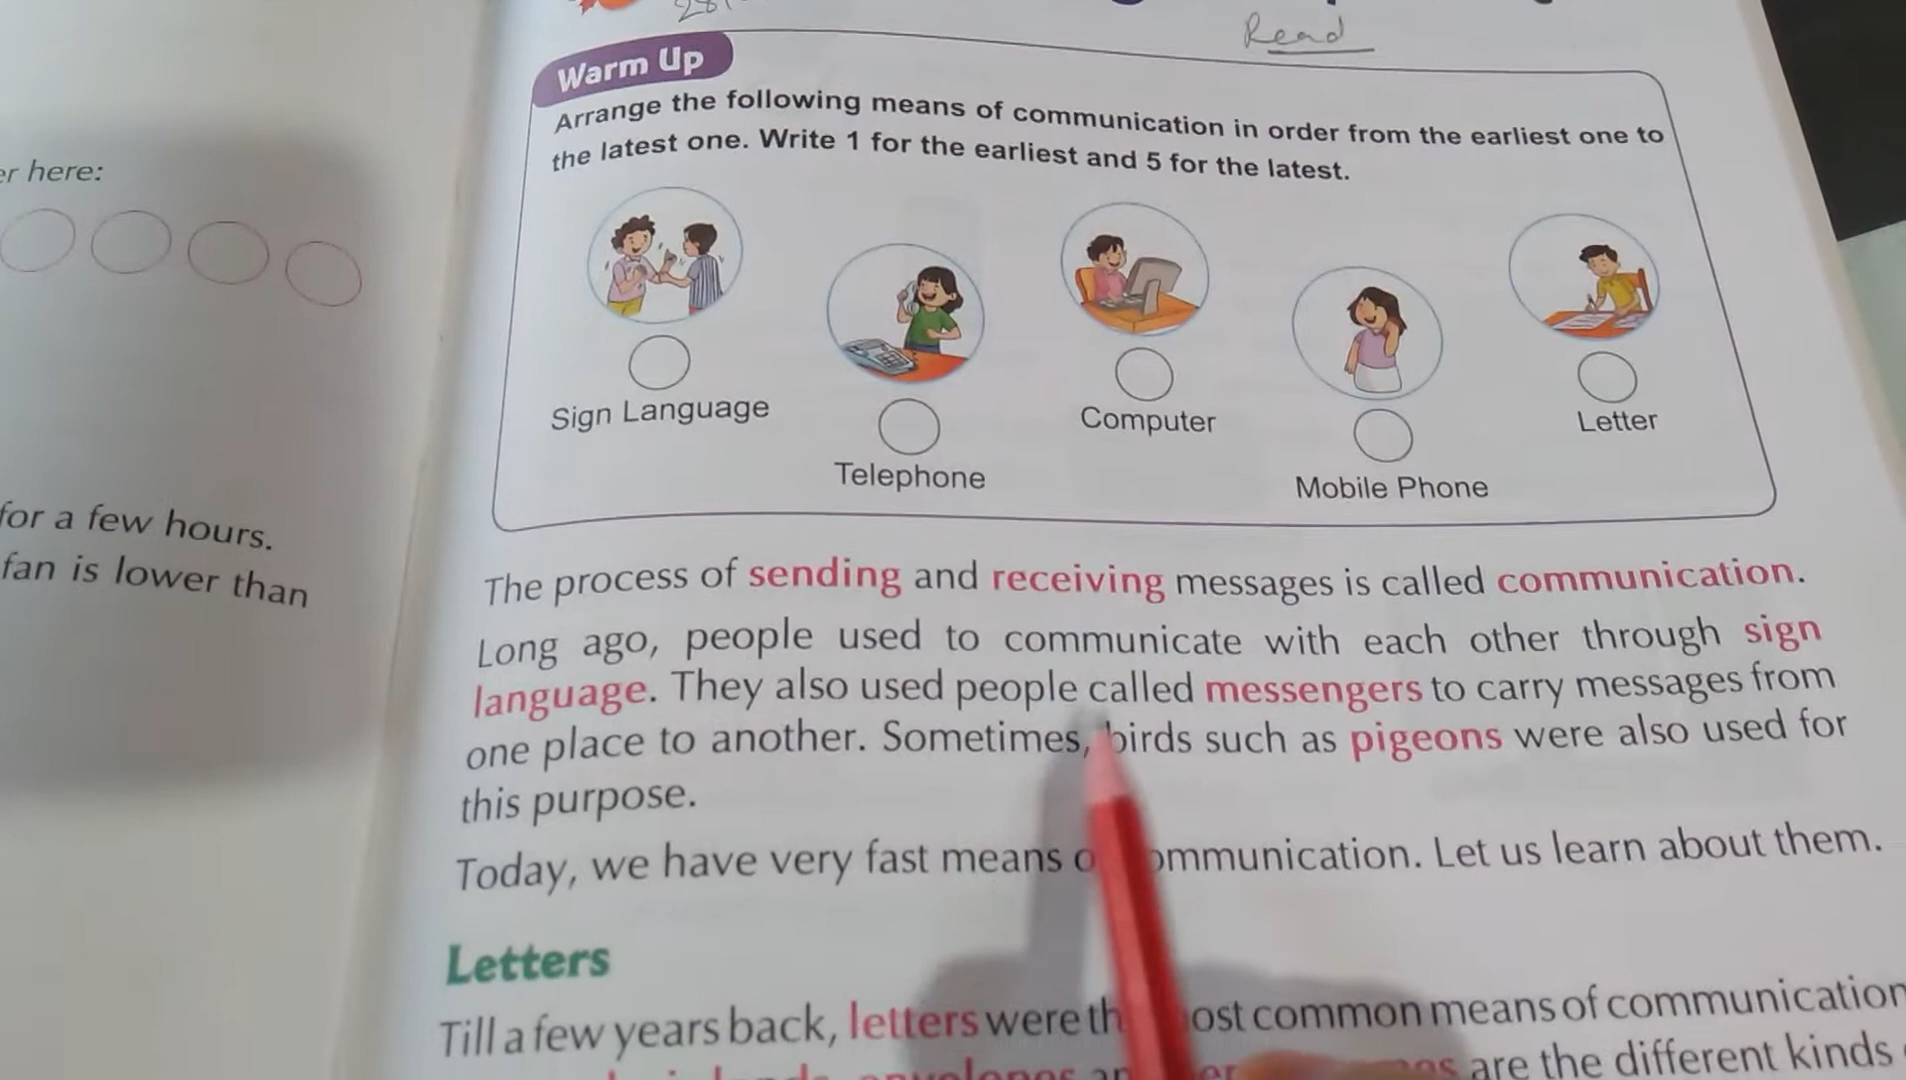 Read
Warm Up
Arrange the following means of communication in order from the earliest one to
the latest one. Write 1 for the earliest and 5 for the latest.
Sign Language
Telephone
Computer
Mobile Phone
Letter
here:
for a few hours.
fan is lower than
The process of sending and receiving messages is called communication.
Long ago, people used to communicate with each other through sign
language. They also used people called messengers to carry messages from
one place to another. Sometimes, birds such as pigeons were also used for
this purpose.
Today, we have very fast means communication. Let us learn about them.
Letters
Till a few years back, letters were most common means of communication
envelopes are the different kinds